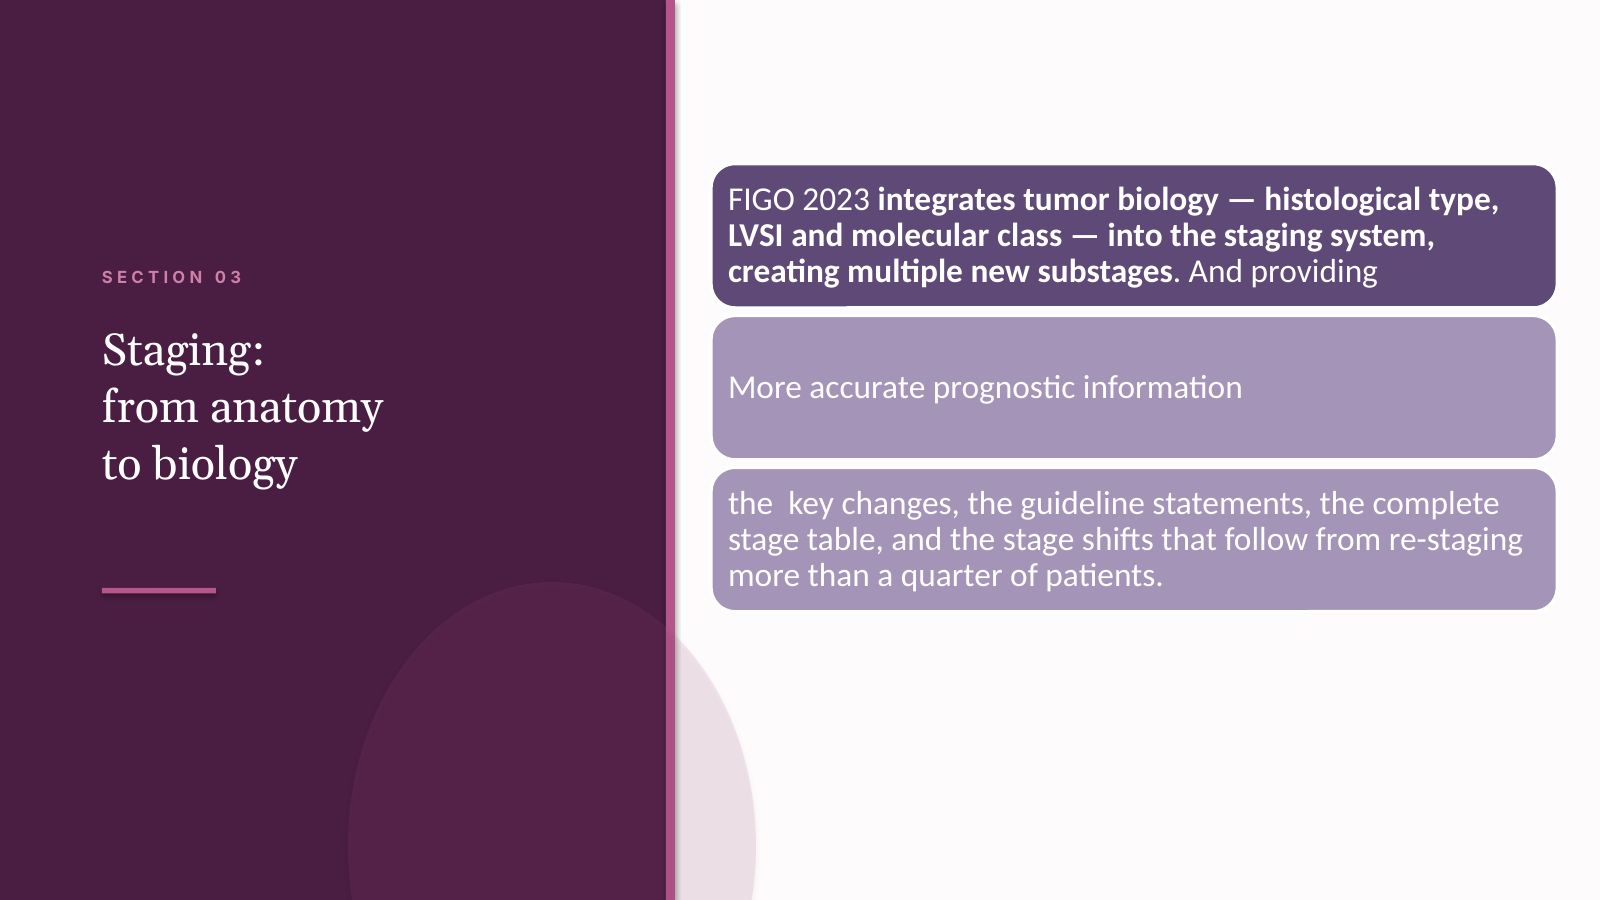 SECTION 03
Staging:
from anatomy
to biology
FIGO 2023 integrates tumor biology — histological type,
LVSI and molecular class — into the staging system,
creating multiple new substages. And providing
More accurate prognostic information
the  key changes, the guideline statements, the complete
stage table, and the stage shifts that follow from re-staging
more than a quarter of patients.